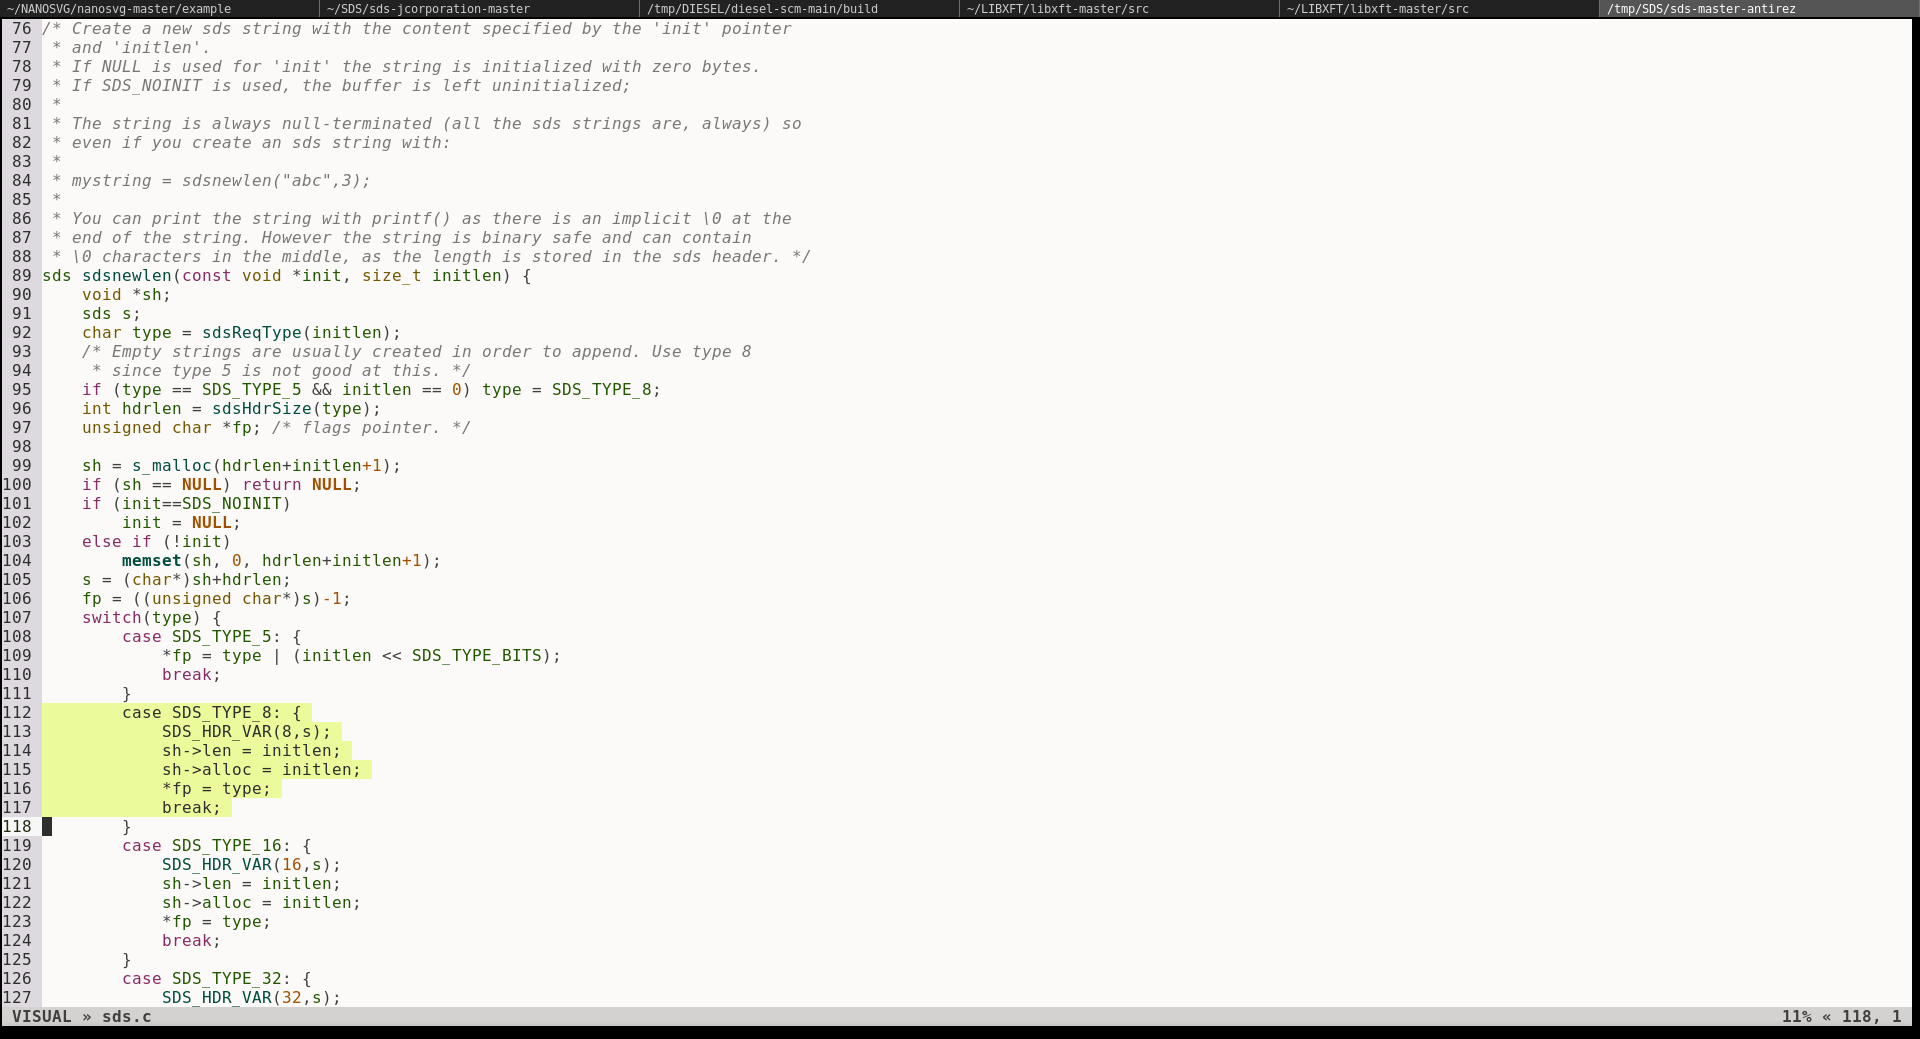 ~/NANOSVG/nanosvg-master/example ~/SDS/sds-jcorporation-master /tmp/DIESEL/diesel-scm-main/build ~/LIBXFT/libxft-master/src ~/LIBXFT/libxft-master/src /tmp/SDS/sds-master-antirez
76 /* Create a new sds string with the content specified by the 'init' pointer
77  * and 'initlen'.
78  * If NULL is used for 'init' the string is initialized with zero bytes.
79  * If SDS_NOINIT is used, the buffer is left uninitialized;
80  *
81  * The string is always null-terminated (all the sds strings are, always) so
82  * even if you create an sds string with:
83  *
84  * mystring = sdsnewlen("abc",3);
85  *
86  * You can print the string with printf() as there is an implicit \0 at the
87  * end of the string. However the string is binary safe and can contain
88  * \0 characters in the middle, as the length is stored in the sds header. */
89 sds sdsnewlen(const void *init, size_t initlen) {
90     void *sh;
91     sds s;
92     char type = sdsReqType(initlen);
93     /* Empty strings are usually created in order to append. Use type 8
94      * since type 5 is not good at this. */
95     if (type == SDS_TYPE_5 && initlen == 0) type = SDS_TYPE_8;
96     int hdrlen = sdsHdrSize(type);
97     unsigned char *fp; /* flags pointer. */
98
99     sh = s_malloc(hdrlen+initlen+1);
100     if (sh == NULL) return NULL;
101     if (init==SDS_NOINIT)
102         init = NULL;
103     else if (!init)
104         memset(sh, 0, hdrlen+initlen+1);
105     s = (char*)sh+hdrlen;
106     fp = ((unsigned char*)s)-1;
107     switch(type) {
108         case SDS_TYPE_5: {
109             *fp = type | (initlen << SDS_TYPE_BITS);
110             break;
111         }
112         case SDS_TYPE_8: {
113             SDS_HDR_VAR(8,s);
114             sh->len = initlen;
115             sh->alloc = initlen;
116             *fp = type;
117             break;
118         }
119         case SDS_TYPE_16: {
120             SDS_HDR_VAR(16,s);
121             sh->len = initlen;
122             sh->alloc = initlen;
123             *fp = type;
124             break;
125         }
126         case SDS_TYPE_32: {
127             SDS_HDR_VAR(32,s);
VISUAL » sds.c 11% « 118, 1